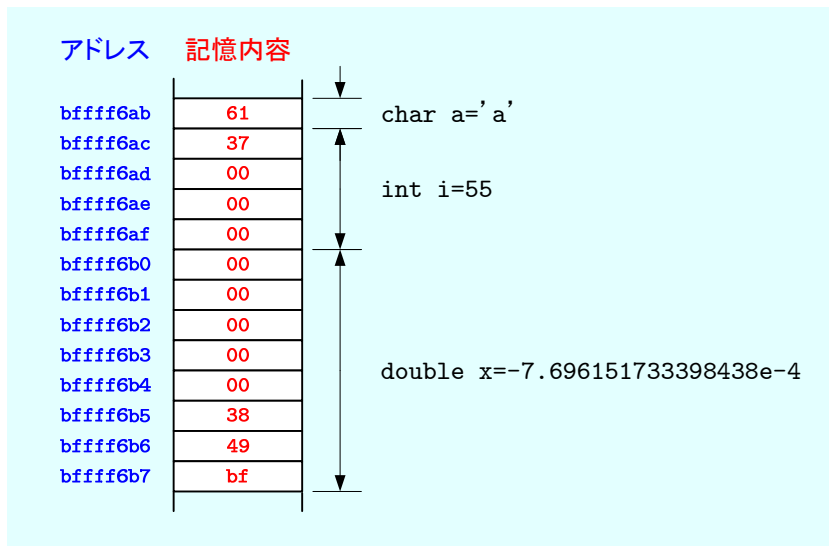 アドレス 記憶内容
bffff6ab 61 char a='a'
bffff6ac 37
bffff6ad 00 int i=55
bffff6ae 00
bffff6af 00
bffff6b0 00
bffff6b1 00
bffff6b2 00
bffff6b3 00 double x=-7.696151733398438e-4
bffff6b4 00
bffff6b5 38
bffff6b6 49
bffff6b7 bf